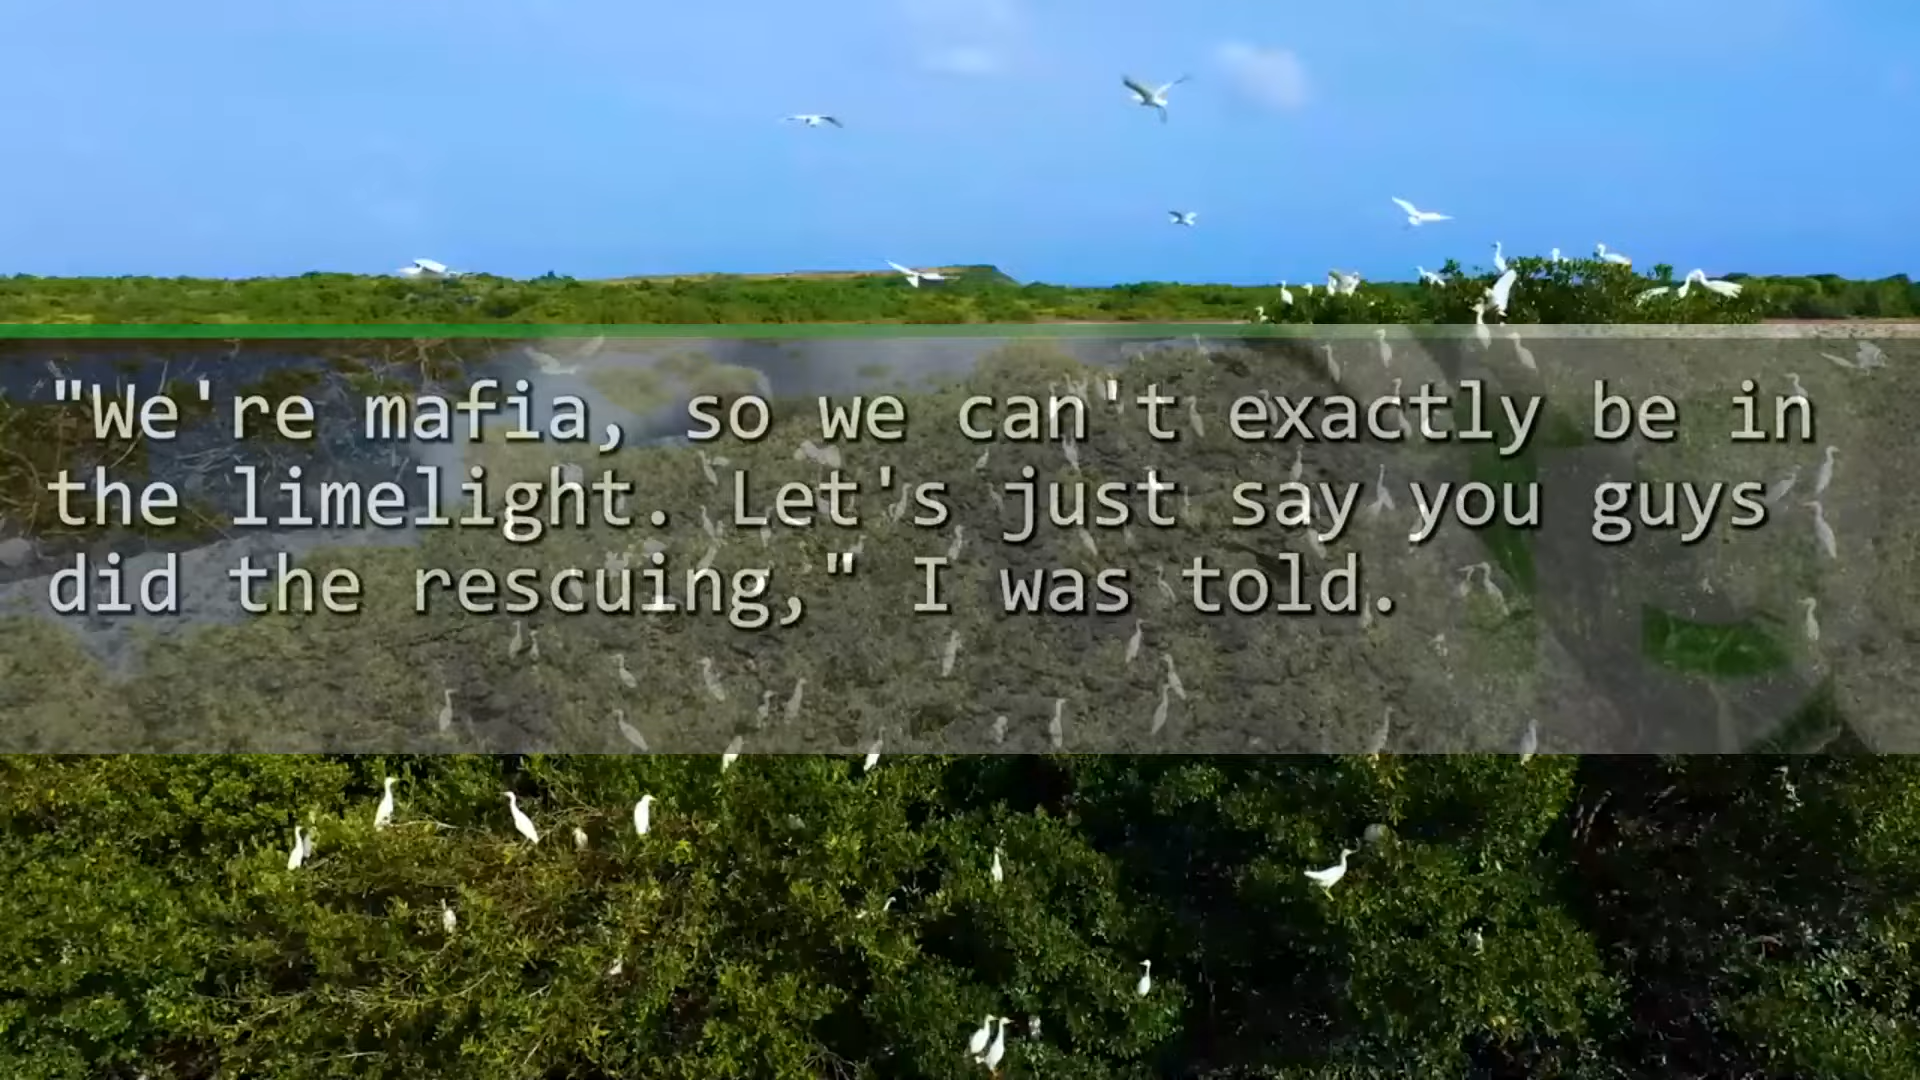 "We're mafia, so we can't exactly be in
the limelight. Let's just say you guys
did the rescuing," I was told.